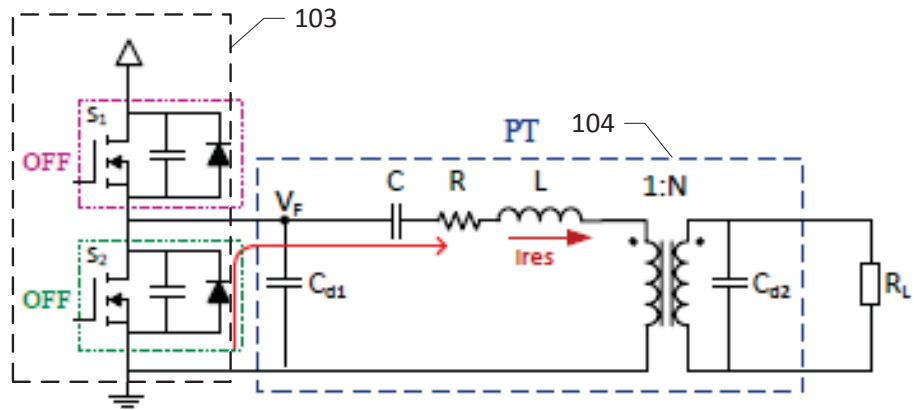 103
S1
OFF
PT
104
C
R
L
1:N
VF
Ires
S2
OFF
Cd1
Cd2
RL